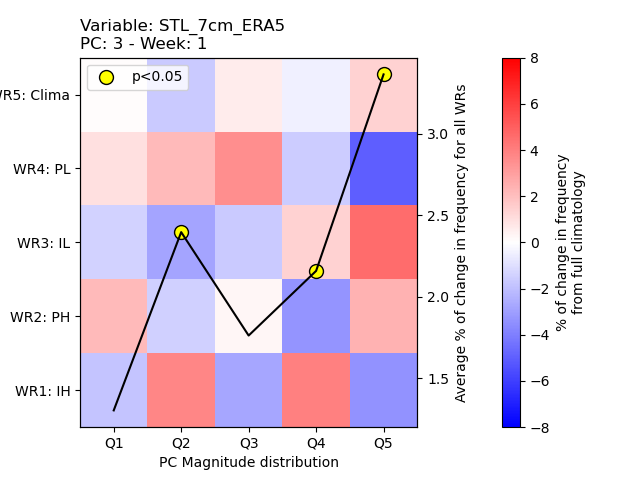 Variable: STL_7cm_ERA5
PC: 3 - Week: 1
p<0.05
WR5: Clima
WR4: PL
WR3: IL
WR2: PH
WR1: IH
Q1 Q2 Q3 Q4 Q5
PC Magnitude distribution
3.0
2.5
2.0
1.5
Average % of change in frequency for all WRs
8
6
4
2
0
−2
−4
−6
−8
% of change in frequency
from full climatology